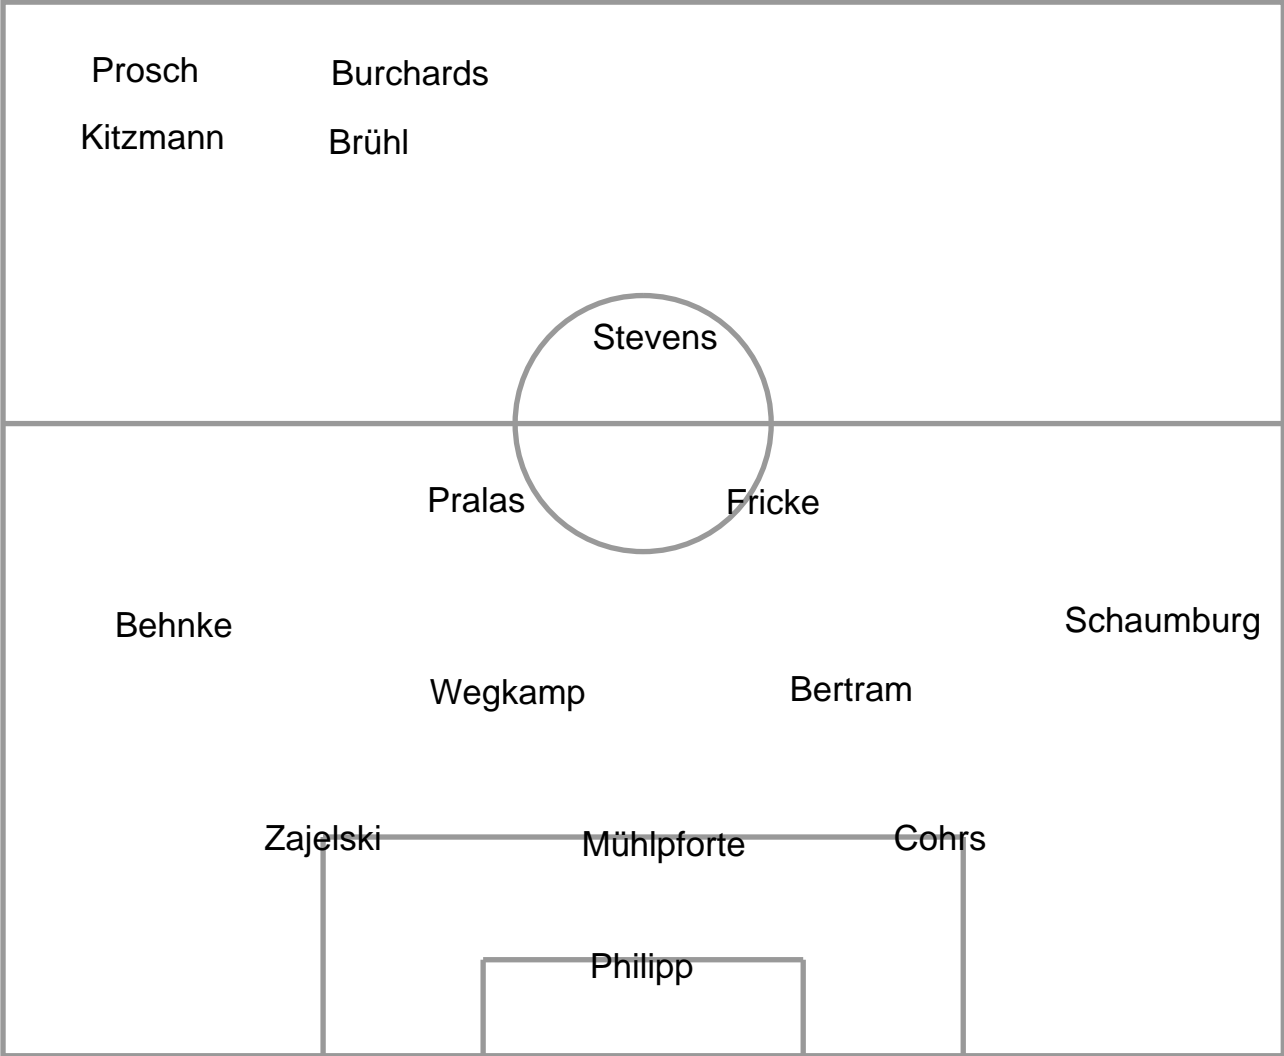 Prosch Burchards
Kitzmann Brühl
Stevens
Pralas Fricke
Behnke Schaumburg
Wegkamp Bertram
Zajelski Mühlpforte Cohrs
Philipp